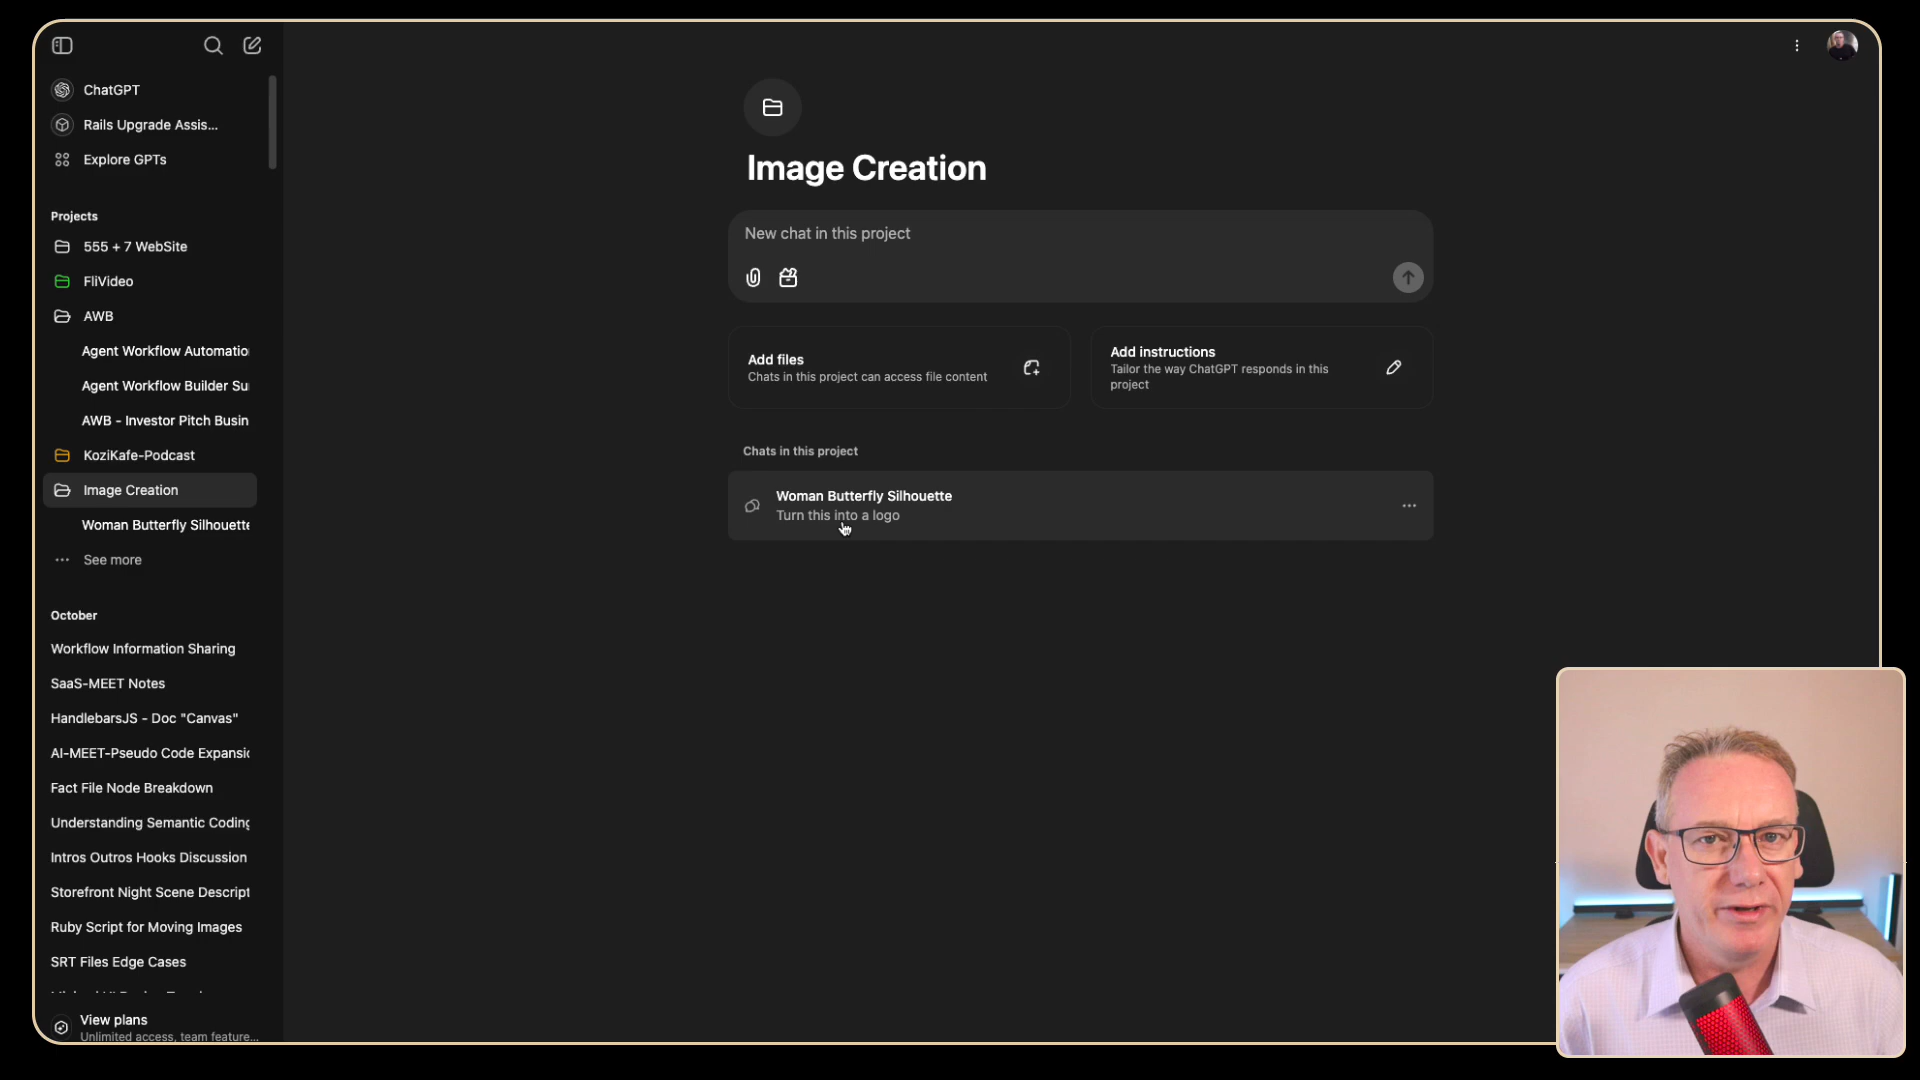 ChatGPT
Rails Upgrade Assis...
Explore GPTs
Projects
555 + 7 WebSite
FliVideo
AWB
Agent Workflow Automatio
Agent Workflow Builder Su
AWB - Investor Pitch Busin
KoziKafe-Podcast
Image Creation
Woman Butterfly Silhouette
See more
October
Workflow Information Sharing
SaaS-MEET Notes
HandlebarsJS - Doc "Canvas"
AI-MEET-Pseudo Code Expansic
Fact File Node Breakdown
Understanding Semantic Coding
Intros Outros Hooks Discussion
Storefront Night Scene Descript
Ruby Script for Moving Images
SRT Files Edge Cases
View plans
Unlimited access, team feature...
Image Creation
New chat in this project
Add files
Chats in this project can access file content
Add instructions
Tailor the way ChatGPT responds in this
project
Chats in this project
Woman Butterfly Silhouette
Turn this into a logo